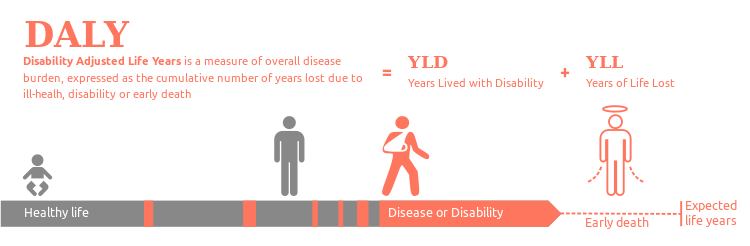 DALY
Disability Adjusted Life Years is a measure of overall disease
burden, expressed as the cumulative number of years lost due to
ill-healh, disability or early death
=
YLD
Years Lived with Disability
+
YLL
Years of Life Lost
Healthy life
Disease or Disability
Early death
Expected
life years